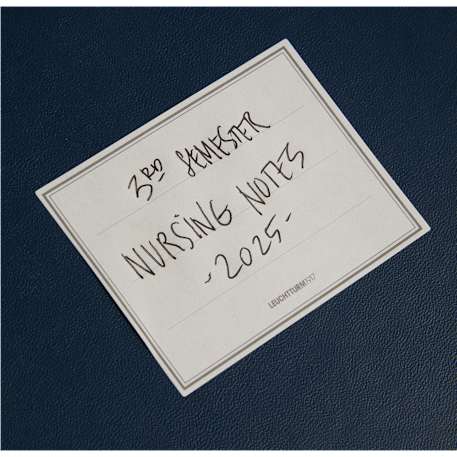 3RD SEMESTER
NURSING NOTES
-2025-
LEUCHTTURM1917